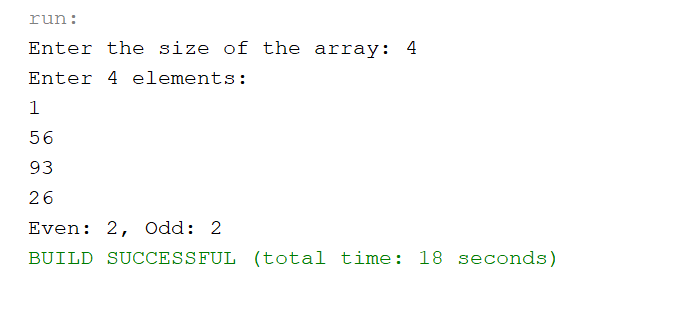 run:
Enter the size of the array: 4
Enter 4 elements:
1
56
93
26
Even: 2, Odd: 2
BUILD SUCCESSFUL (total time: 18 seconds)